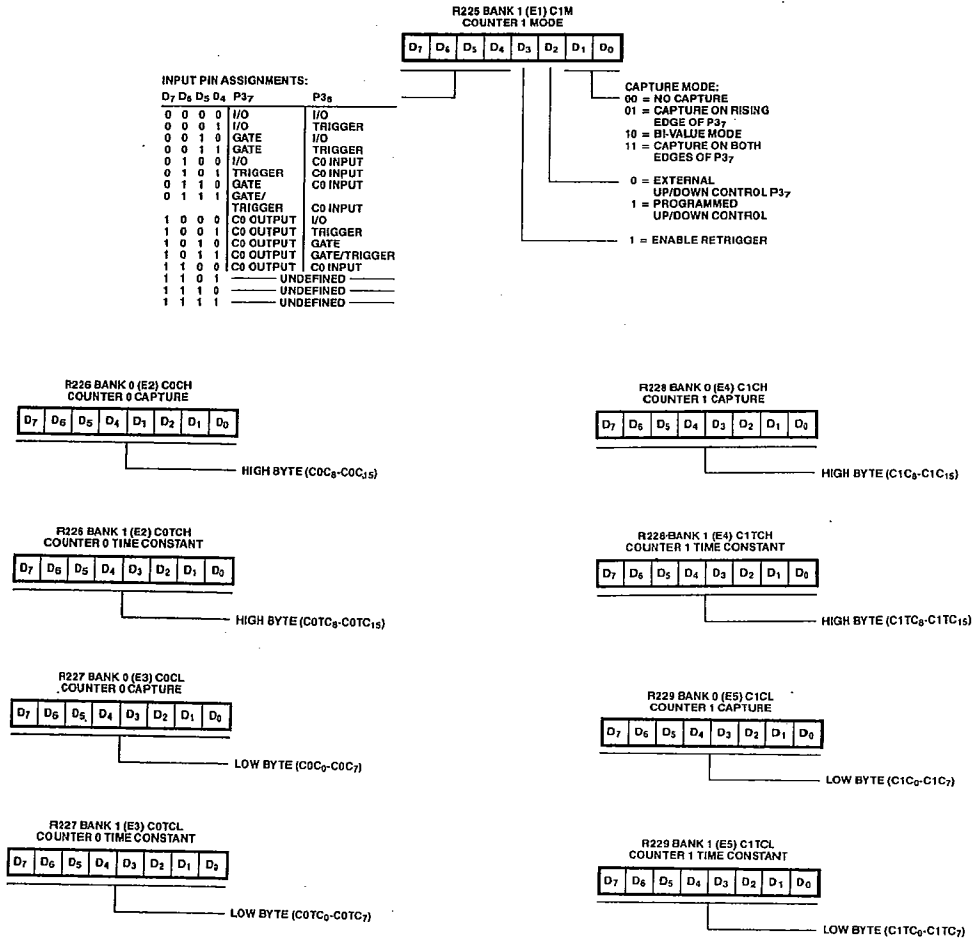 R225 BANK 1 (E1) C1M
COUNTER 1 MODE
D7 D6 D5 D4 D3 D2 D1 D0
INPUT PIN ASSIGNMENTS:
D7 D6 D5 D4 P37 P36
0 0 0 0 I/O I/O
0 0 0 1 I/O TRIGGER
0 0 1 0 GATE I/O
0 0 1 1 GATE TRIGGER
0 1 0 0 I/O C0 INPUT
0 1 0 1 TRIGGER C0 INPUT
0 1 1 0 GATE C0 INPUT
0 1 1 1 GATE/
TRIGGER C0 INPUT
1 0 0 0 C0 OUTPUT I/O
1 0 0 1 C0 OUTPUT TRIGGER
1 0 1 0 C0 OUTPUT GATE
1 0 1 1 C0 OUTPUT GATE/TRIGGER
1 1 0 0 C0 OUTPUT C0 INPUT
1 1 0 1 UNDEFINED
1 1 1 0 UNDEFINED
1 1 1 1 UNDEFINED
CAPTURE MODE:
00 = NO CAPTURE
01 = CAPTURE ON RISING
EDGE OF P37
10 = BI-VALUE MODE
11 = CAPTURE ON BOTH
EDGES OF P37
0 = EXTERNAL
UP/DOWN CONTROL P37
1 = PROGRAMMED
UP/DOWN CONTROL
1 = ENABLE RETRIGGER
R226 BANK 0 (E2) C0CH
COUNTER 0 CAPTURE
D7 D6 D5 D4 D1 D2 D1 D0
HIGH BYTE (C0C8-C0C15)
R226 BANK 1 (E2) C0TCH
COUNTER 0 TIME CONSTANT
D7 D6 D5 D4 D3 D2 D1 D0
HIGH BYTE (C0TC8-C0TC15)
R227 BANK 0 (E3) C0CL
COUNTER 0 CAPTURE
D7 D6 D5 D4 D3 D2 D1 D0
LOW BYTE (C0C0-C0C7)
R227 BANK 1 (E3) C0TCL
COUNTER 0 TIME CONSTANT
D7 D6 D5 D4 D3 D2 D1 D0
LOW BYTE (C0TC0-C0TC7)
R228 BANK 0 (E4) C1CH
COUNTER 1 CAPTURE
D7 D6 D5 D4 D3 D2 D1 D0
HIGH BYTE (C1C8-C1C15)
R228 BANK 1 (E4) C1TCH
COUNTER 1 TIME CONSTANT
D7 D6 D5 D4 D3 D2 D1 D0
HIGH BYTE (C1TC8-C1TC15)
R229 BANK 0 (E5) C1CL
COUNTER 1 CAPTURE
D7 D6 D5 D4 D3 D2 D1 D0
LOW BYTE (C1C0-C1C7)
R229 BANK 1 (E5) C1TCL
COUNTER 1 TIME CONSTANT
D7 D6 D5 D4 D3 D2 D1 D0
LOW BYTE (C1TC0-C1TC7)